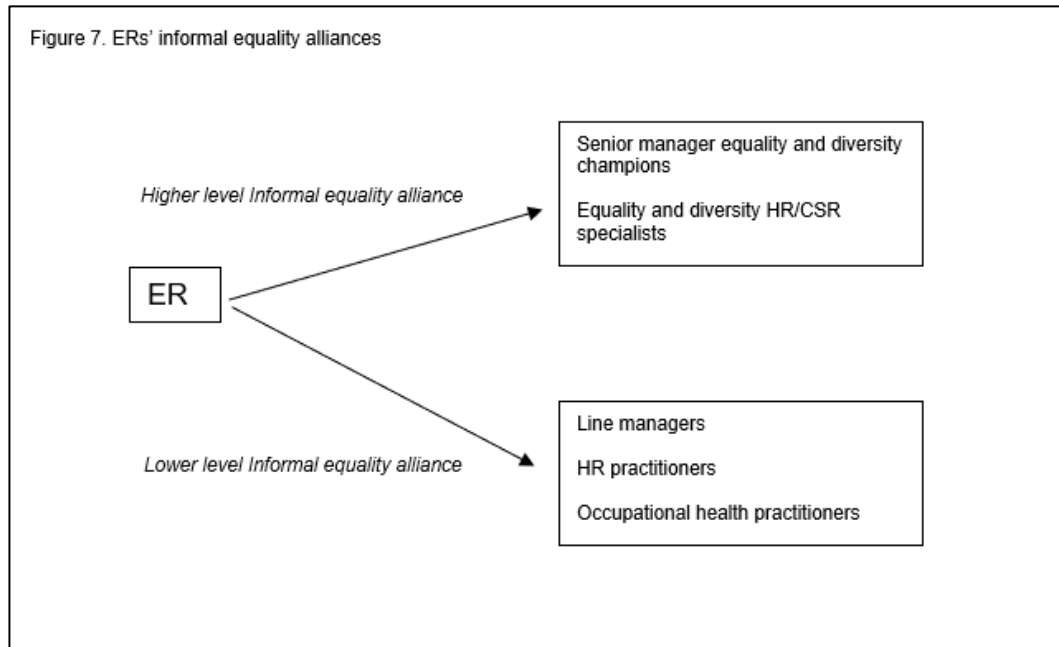 Figure 7. ERs' informal equality alliances
Senior manager equality and diversity
champions
Higher level Informal equality alliance
Equality and diversity HR/CSR
specialists
ER
Line managers
Lower level Informal equality alliance
HR practitioners
Occupational health practitioners